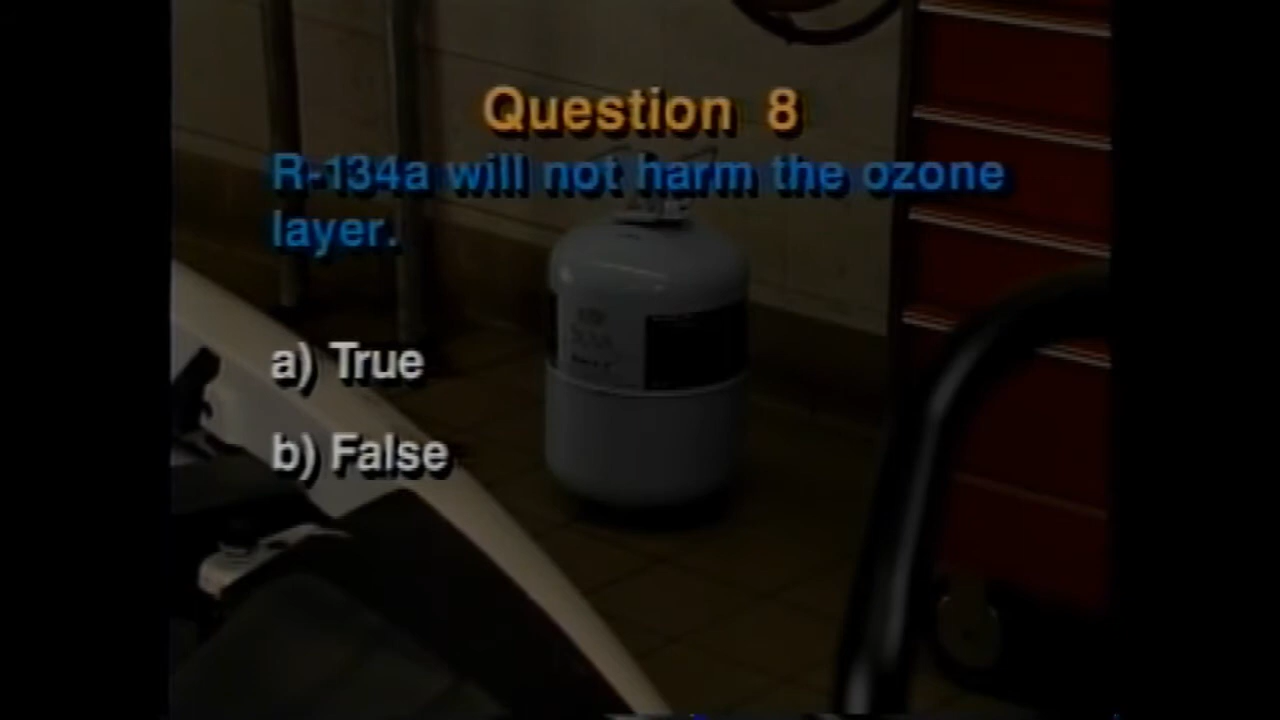 Question 8
R-134a will not harm the ozone
layer.
a) True
b) False